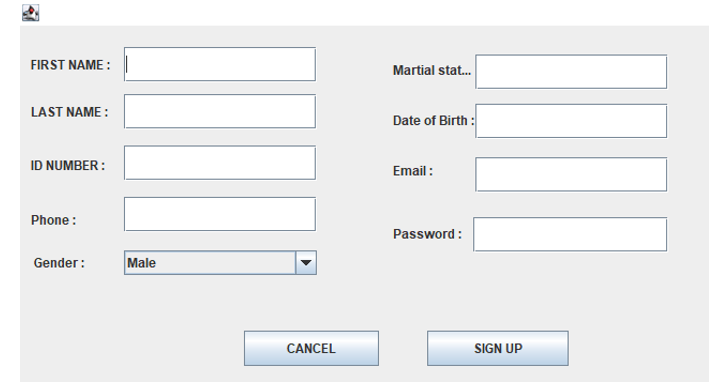 FIRST NAME :
LAST NAME :
ID NUMBER :
Phone :
Gender :
Male
Martial stat...
Date of Birth :
Email :
Password :
CANCEL
SIGN UP